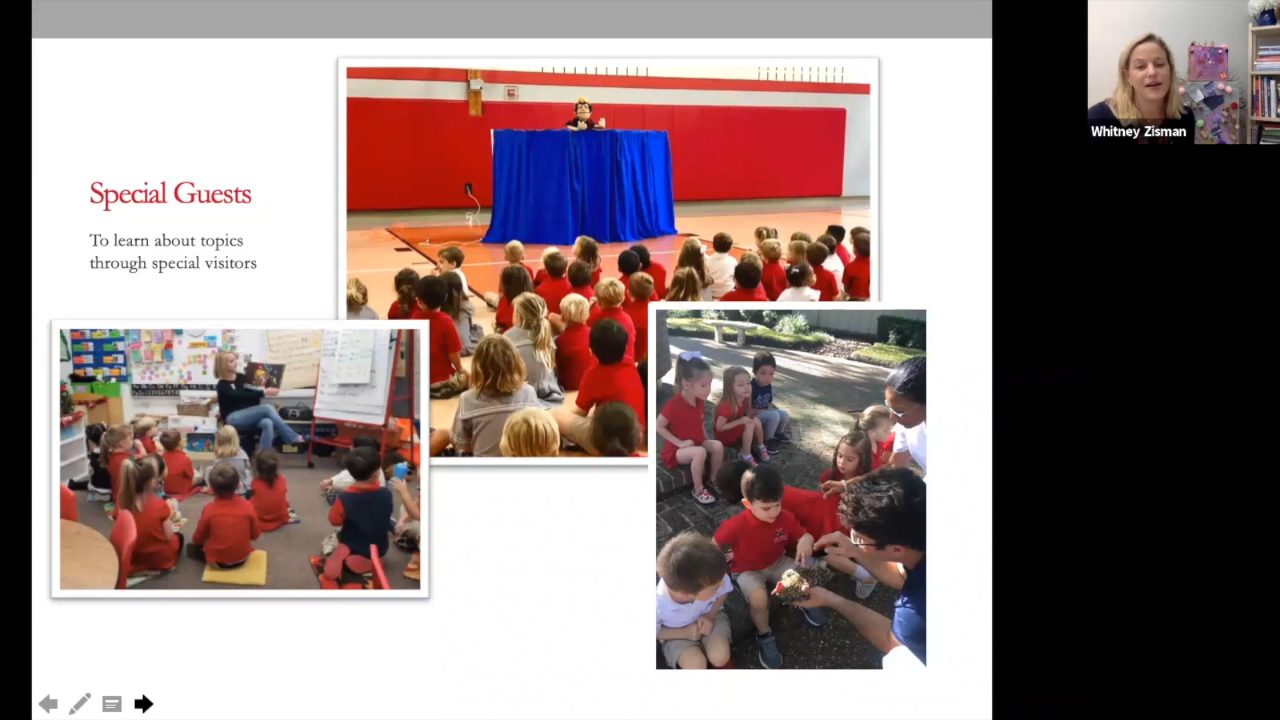 Special Guests
To learn about topics
through special visitors
Whitney Zisman